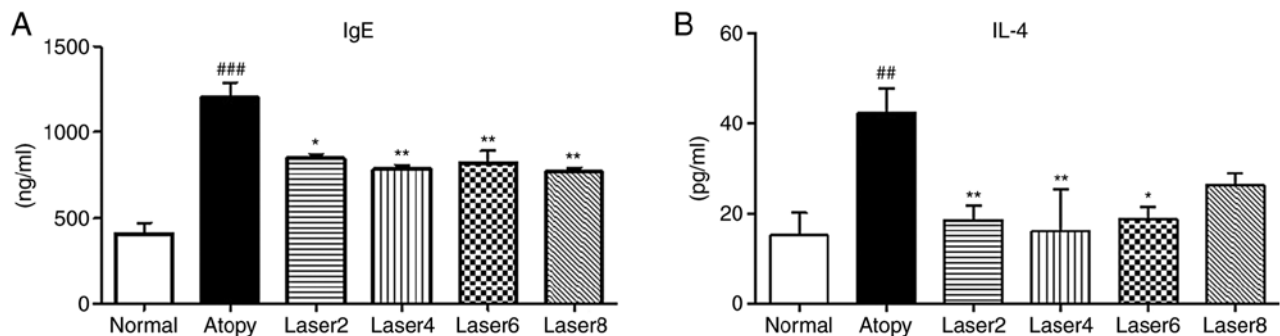 A
IgE
1500
1000
500
0
(ng/ml)
###
*
**
**
**
Normal Atopy Laser2 Laser4 Laser6 Laser8
B
IL-4
60
40
20
0
(pg/ml)
##
**
**
*
Normal Atopy Laser2 Laser4 Laser6 Laser8